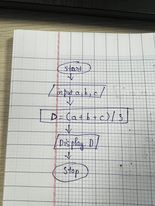 Start
input a, b, c
D = (a + b + c) / 3
Display D
Stop